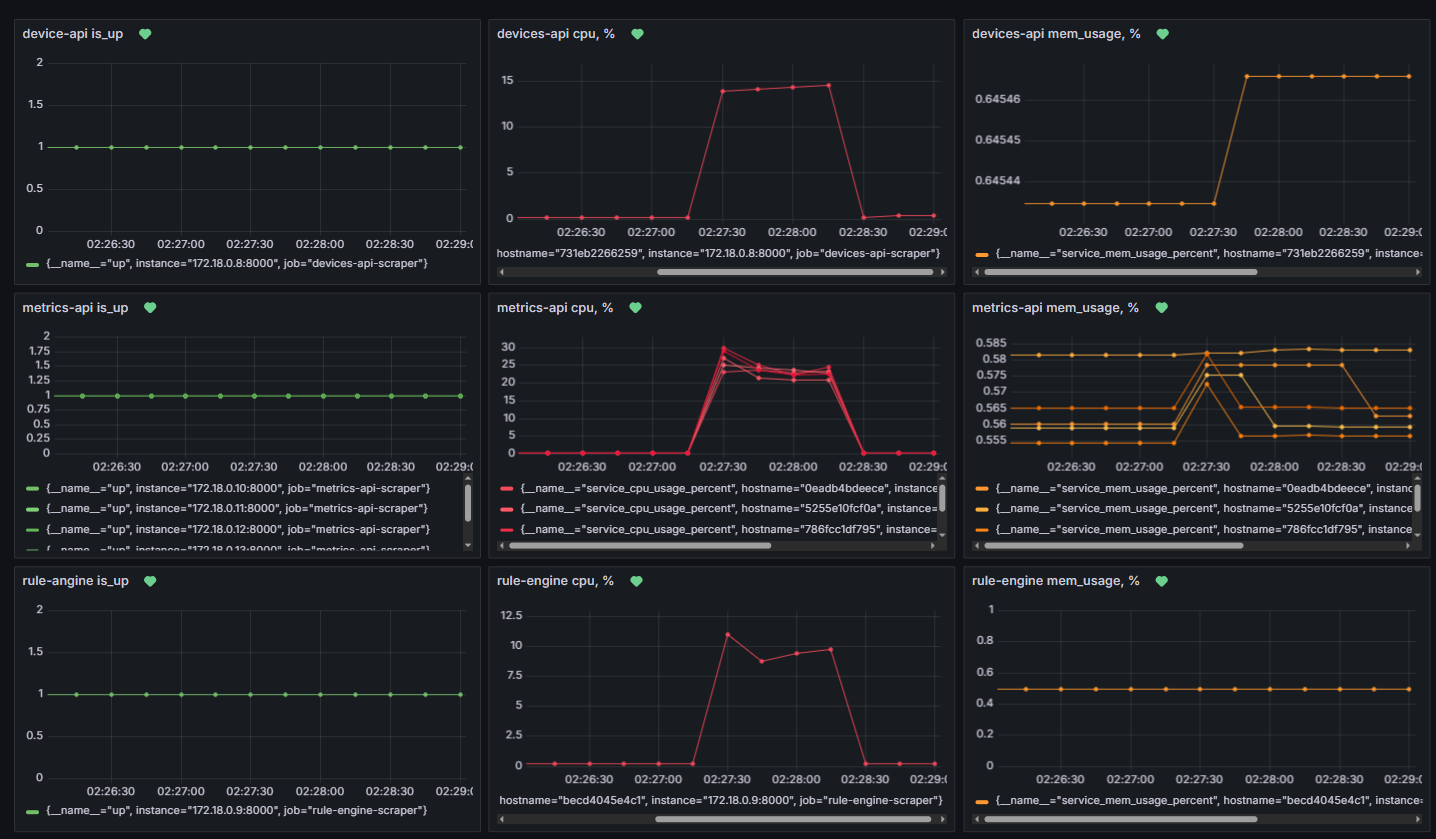 device-api is_up
devices-api cpu, %
devices-api mem_usage, %
2
1.5
1
0.5
0
02:26:30 02:27:00 02:27:30 02:28:00 02:28:30 02:29:0
{__name__="up", instance="172.18.0.8:8000", job="devices-api-scraper"}
15
10
5
0
02:26:30 02:27:00 02:27:30 02:28:00 02:28:30 02:29:0
hostname="731eb2266259", instance="172.18.0.8:8000", job="devices-api-scraper"}
0.64546
0.64545
0.64544
02:26:30 02:27:00 02:27:30 02:28:00 02:28:30 02:29:0
{__name__="service_mem_usage_percent", hostname="731eb2266259", instance=
metrics-api is_up
metrics-api cpu, %
metrics-api mem_usage, %
2
1.75
1.5
1.25
1
0.75
0.5
0.25
0
02:26:30 02:27:00 02:27:30 02:28:00 02:28:30 02:29:0
{__name__="up", instance="172.18.0.10:8000", job="metrics-api-scraper"}
{__name__="up", instance="172.18.0.11:8000", job="metrics-api-scraper"}
{__name__="up", instance="172.18.0.12:8000", job="metrics-api-scraper"}
{__name__="up", instance="172.18.0.13:8000", job="metrics-api-scraper"}
30
25
20
15
10
5
0
02:26:30 02:27:00 02:27:30 02:28:00 02:28:30 02:29:0
{__name__="service_cpu_usage_percent", hostname="0eadb4bdeece", instance
{__name__="service_cpu_usage_percent", hostname="5255e10fcf0a", instance=
{__name__="service_cpu_usage_percent", hostname="786fcc1df795", instance=
0.585
0.58
0.575
0.57
0.565
0.56
0.555
02:26:30 02:27:00 02:27:30 02:28:00 02:28:30 02:29:0
{__name__="service_mem_usage_percent", hostname="0eadb4bdeece", instanc
{__name__="service_mem_usage_percent", hostname="5255e10fcf0a", instance
{__name__="service_mem_usage_percent", hostname="786fcc1df795", instance
rule-angine is_up
rule-engine cpu, %
rule-engine mem_usage, %
2
1.5
1
0.5
0
02:26:30 02:27:00 02:27:30 02:28:00 02:28:30 02:29:0
{__name__="up", instance="172.18.0.9:8000", job="rule-engine-scraper"}
12.5
10
7.5
5
2.5
0
02:26:30 02:27:00 02:27:30 02:28:00 02:28:30 02:29:0
hostname="becd4045e4c1", instance="172.18.0.9:8000", job="rule-engine-scraper"}
1
0.8
0.6
0.4
0.2
0
02:26:30 02:27:00 02:27:30 02:28:00 02:28:30 02:29:0
{__name__="service_mem_usage_percent", hostname="becd4045e4c1", instance=